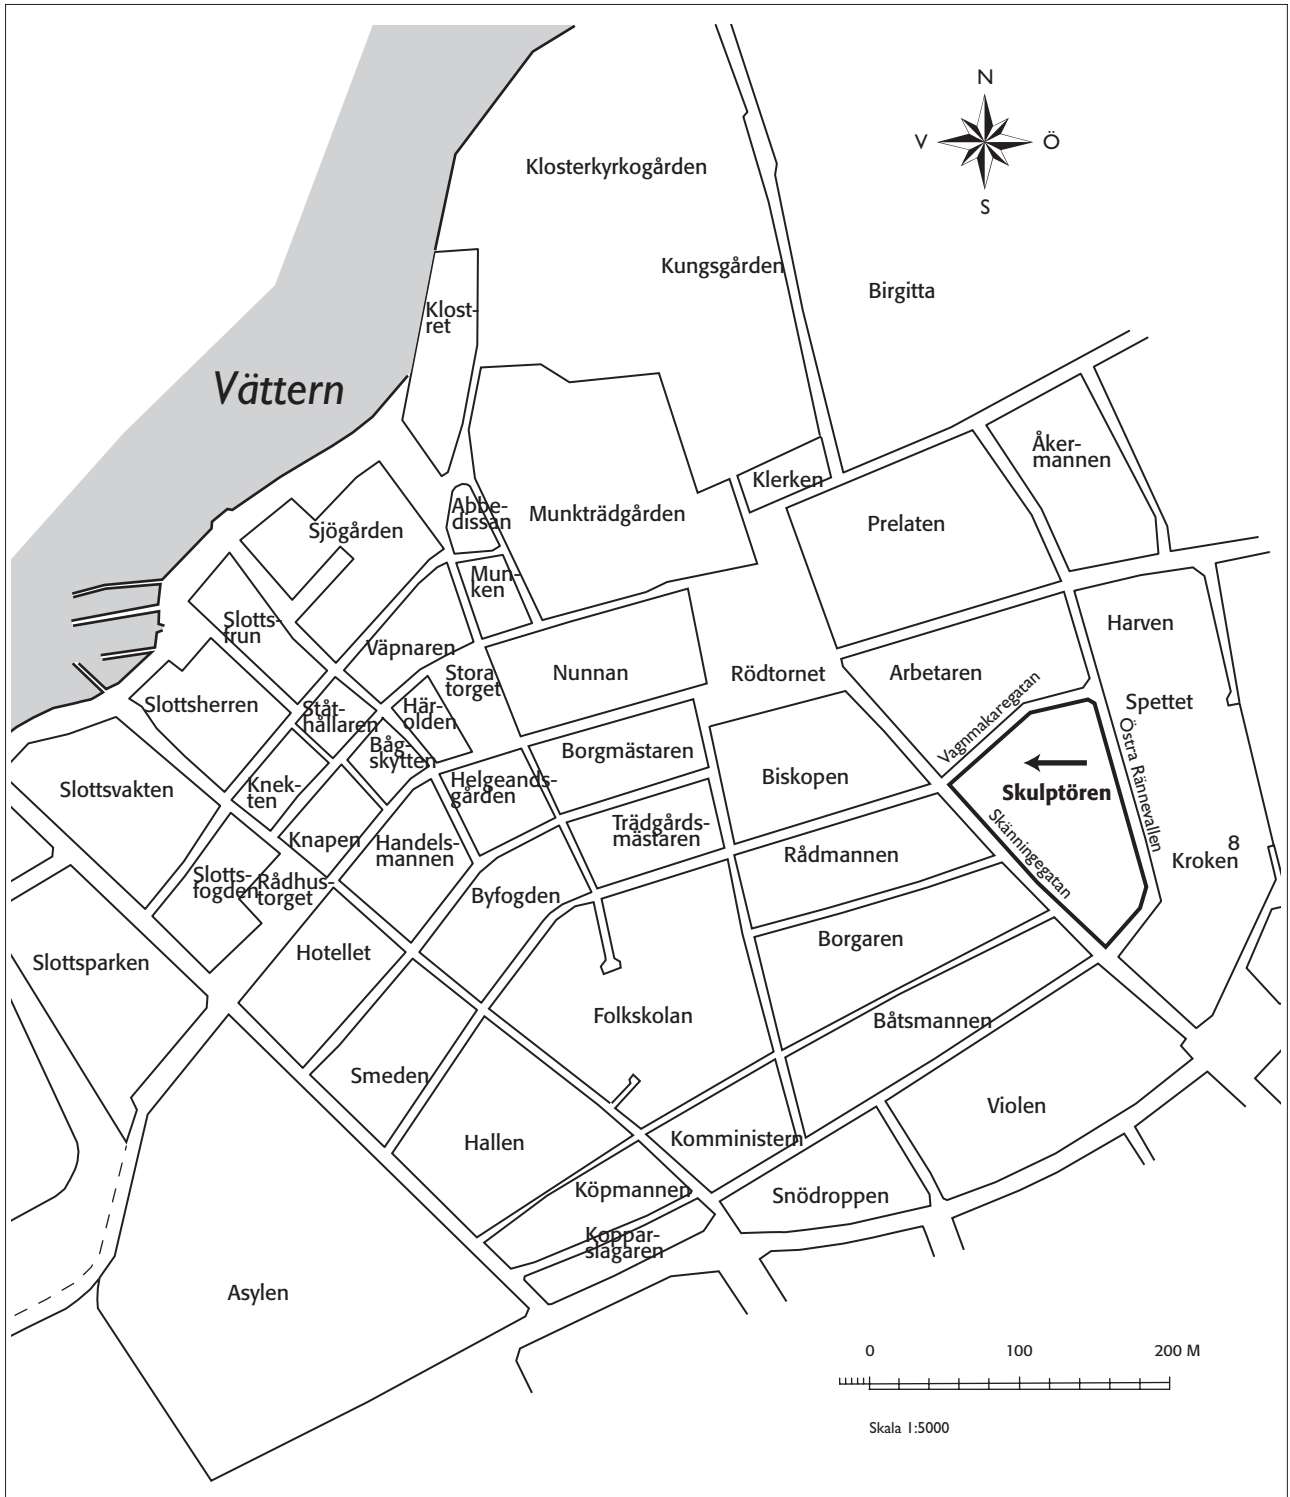 N
V
Ö
S
Klosterkyrkogården
Kungsgården
Birgitta
Klost-
ret
Vättern
Åker-
mannen
Klerken
Abbe-
dissan
Munkträdgården
Prelaten
Sjögården
Mun-
ken
Slotts-
frun
Harven
Väpnaren
Stora
torget
Nunnan
Rödtornet
Arbetaren
Slottsherren
Ståt-
hållaren
Här-
olden
Spettet
Vagnmakaregatan
Östra Rännevallen
Båg-
skytten
Borgmästaren
Biskopen
Slottsvakten
Knek-
ten
Helgeands-
gården
Skulptören
Skänningegatan
Knapen
Handels-
mannen
Trädgårds-
mästaren
Rådmannen
8
Kroken
Slotts-
fogden
Rådhus-
torget
Byfogden
Hotellet
Borgaren
Slottsparken
Folkskolan
Båtsmannen
Smeden
Violen
Hallen
Komministern
Köpmannen
Snödroppen
Koppar-
slagaren
Asylen
0 100 200 M
Skala 1:5000